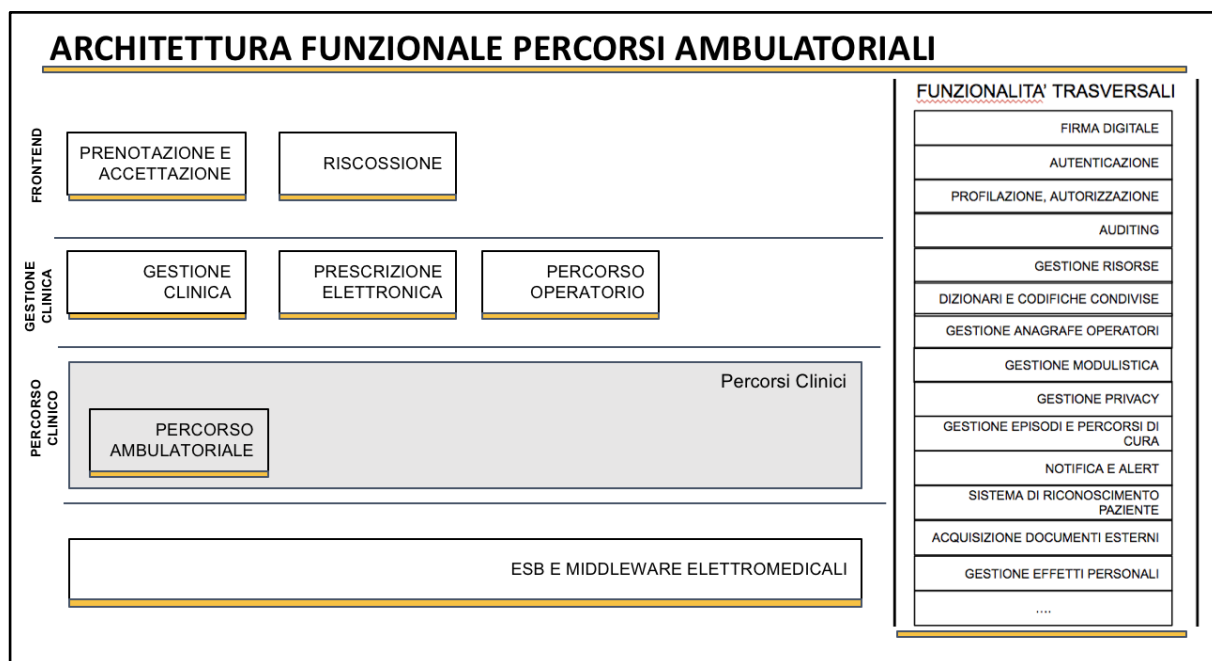 ARCHITETTURA FUNZIONALE PERCORSI AMBULATORIALI
FRONTEND
PRENOTAZIONE E
ACCETTAZIONE
RISCOSSIONE
GESTIONE
CLINICA
GESTIONE
CLINICA
PRESCRIZIONE
ELETTRONICA
PERCORSO
OPERATORIO
PERCORSO
CLINICO
Percorsi Clinici
PERCORSO
AMBULATORIALE
ESB E MIDDLEWARE ELETTROMEDICALI
FUNZIONALITA' TRASVERSALI
FIRMA DIGITALE
AUTENTICAZIONE
PROFILAZIONE, AUTORIZZAZIONE
AUDITING
GESTIONE RISORSE
DIZIONARI E CODIFICHE CONDIVISE
GESTIONE ANAGRAFE OPERATORI
GESTIONE MODULISTICA
GESTIONE PRIVACY
GESTIONE EPISODI E PERCORSI DI
CURA
NOTIFICA E ALERT
SISTEMA DI RICONOSCIMENTO
PAZIENTE
ACQUISIZIONE DOCUMENTI ESTERNI
GESTIONE EFFETTI PERSONALI
....